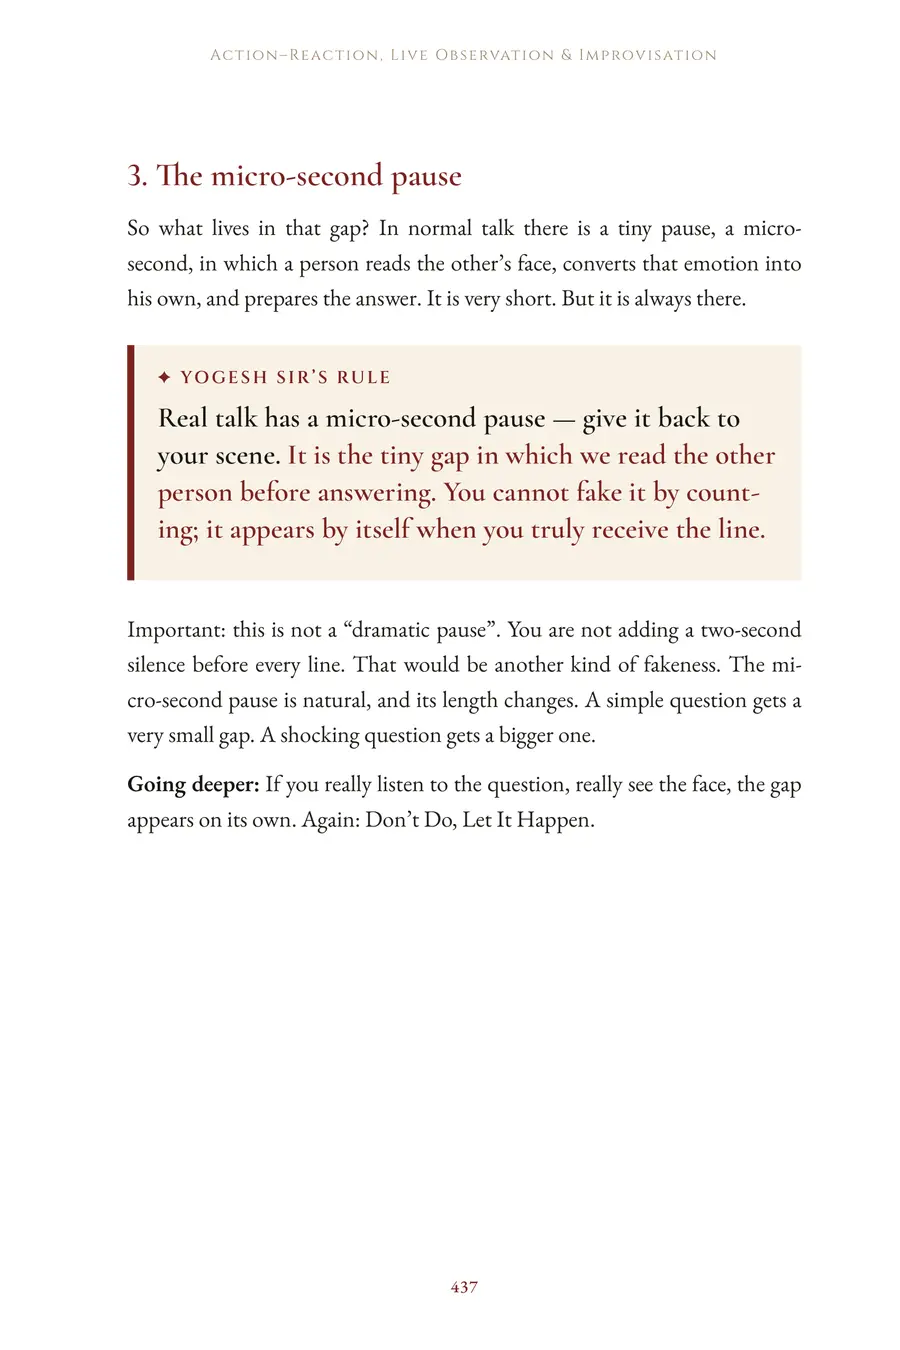 Action–Reaction, Live Observation & Improvisation
3. The micro-second pause
So what lives in that gap? In normal talk there is a tiny pause, a micro-
second, in which a person reads the other’s face, converts that emotion into
his own, and prepares the answer. It is very short. But it is always there.
✦ YOGESH SIR’S RULE
Real talk has a micro-second pause — give it back to
your scene. It is the tiny gap in which we read the other
person before answering. You cannot fake it by count-
ing; it appears by itself when you truly receive the line.
Important: this is not a “dramatic pause”. You are not adding a two-second
silence before every line. That would be another kind of fakeness. The mi-
cro-second pause is natural, and its length changes. A simple question gets a
very small gap. A shocking question gets a bigger one.
Going deeper: If you really listen to the question, really see the face, the gap
appears on its own. Again: Don’t Do, Let It Happen.
437